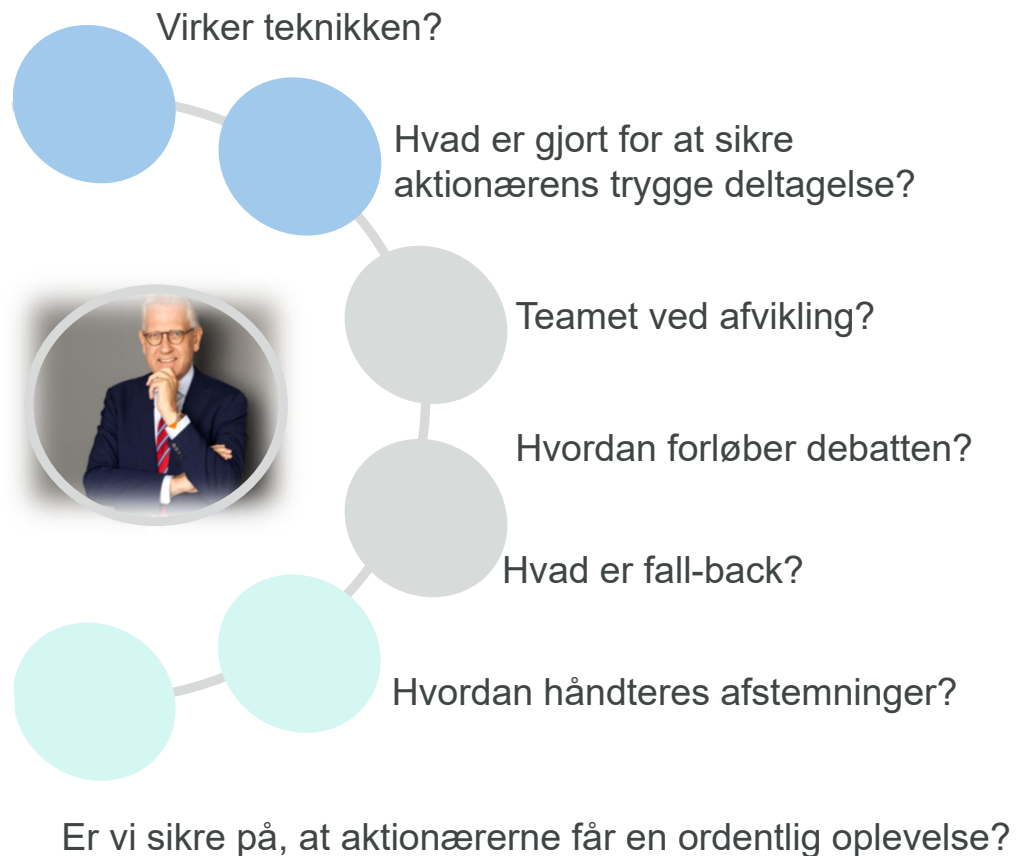 Virker teknikken?
Hvad er gjort for at sikre
aktionærens trygge deltagelse?
Teamet ved afvikling?
Hvordan forløber debatten?
Hvad er fall-back?
Hvordan håndteres afstemninger?
Er vi sikre på, at aktionærerne får en ordentlig oplevelse?